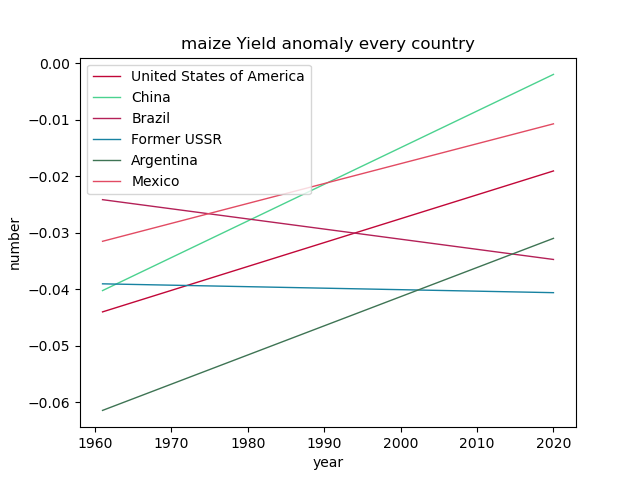 maize Yield anomaly every country
0.00
−0.01
−0.02
−0.03
−0.04
−0.05
−0.06
number
United States of America
China
Brazil
Former USSR
Argentina
Mexico
1960 1970 1980 1990 2000 2010 2020
year